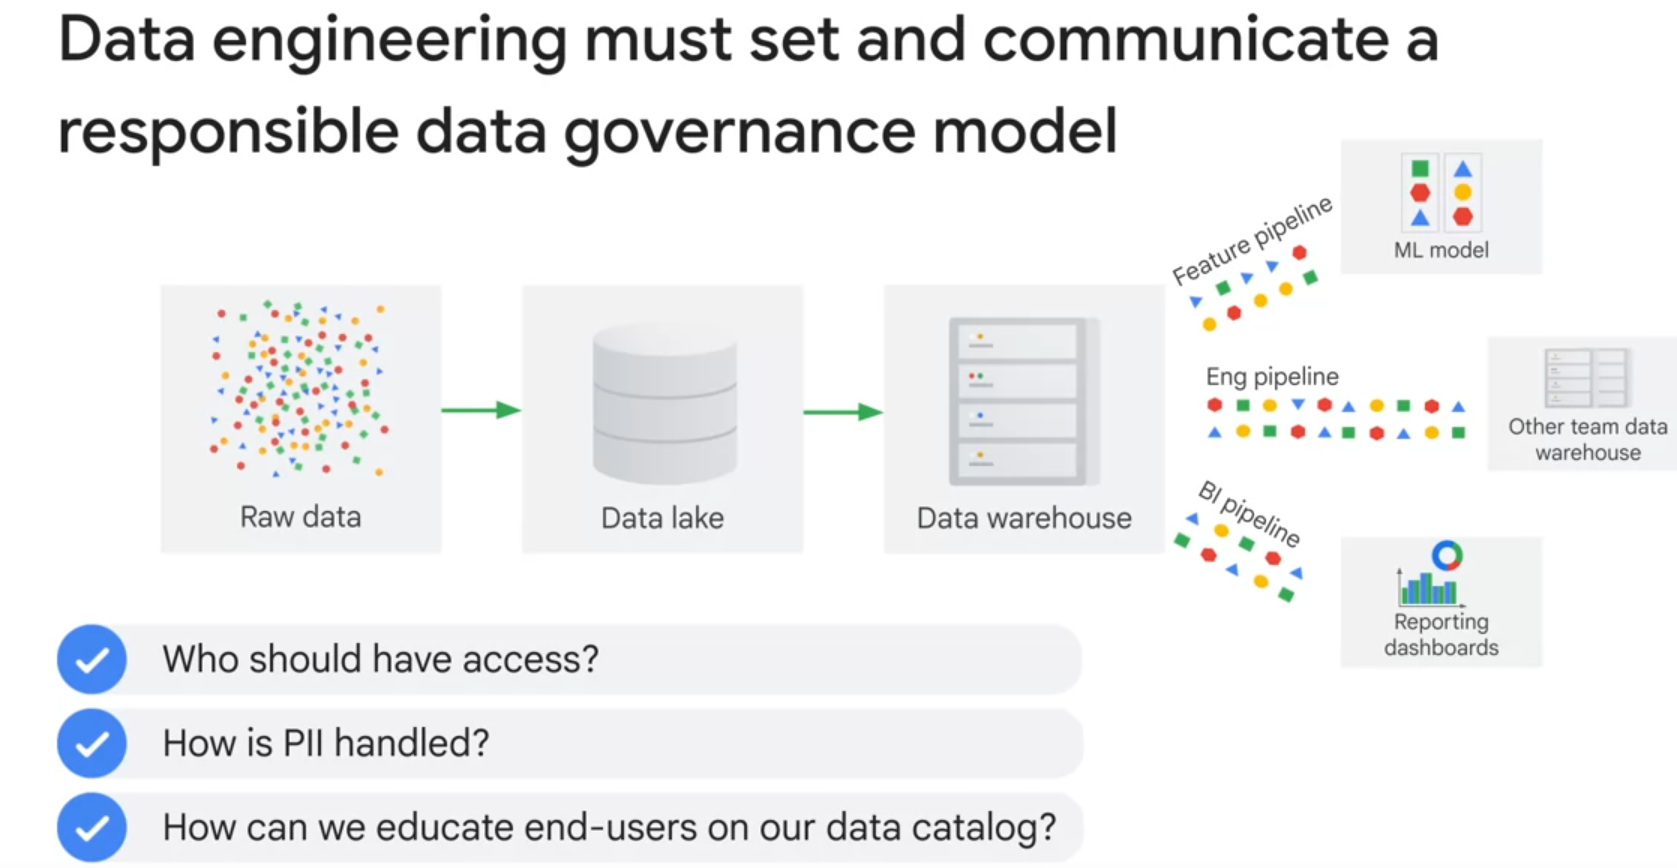 Data engineering must set and communicate a
responsible data governance model
Raw data
Data lake
Data warehouse
Feature pipeline
ML model
Eng pipeline
Other team data
warehouse
BI pipeline
Reporting
dashboards
Who should have access?
How is PII handled?
How can we educate end-users on our data catalog?